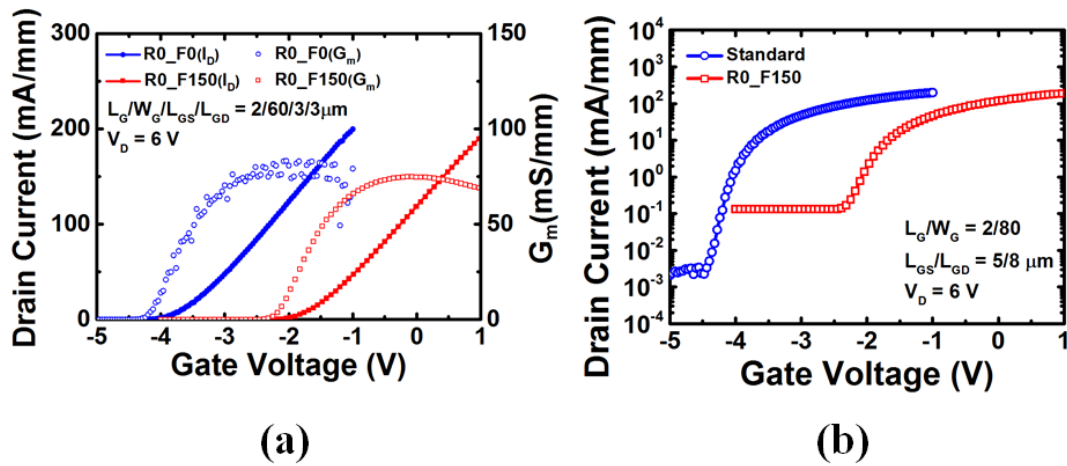 Drain Current (mA/mm)
300
200
100
0
R0_F0(I_D) R0_F0(G_m)
R0_F150(I_D) R0_F150(G_m)
L_G/W_G/L_GS/L_GD = 2/60/3/3μm
V_D = 6 V
150
100
50
0
G_m(mS/mm)
-5 -4 -3 -2 -1 0 1
Gate Voltage (V)
(a)
Drain Current (mA/mm)
10^4
10^3
10^2
10^1
10^0
10^-1
10^-2
10^-3
10^-4
Standard
R0_F150
L_G/W_G = 2/80
L_GS/L_GD = 5/8 μm
V_D = 6 V
-5 -4 -3 -2 -1 0 1
Gate Voltage (V)
(b)